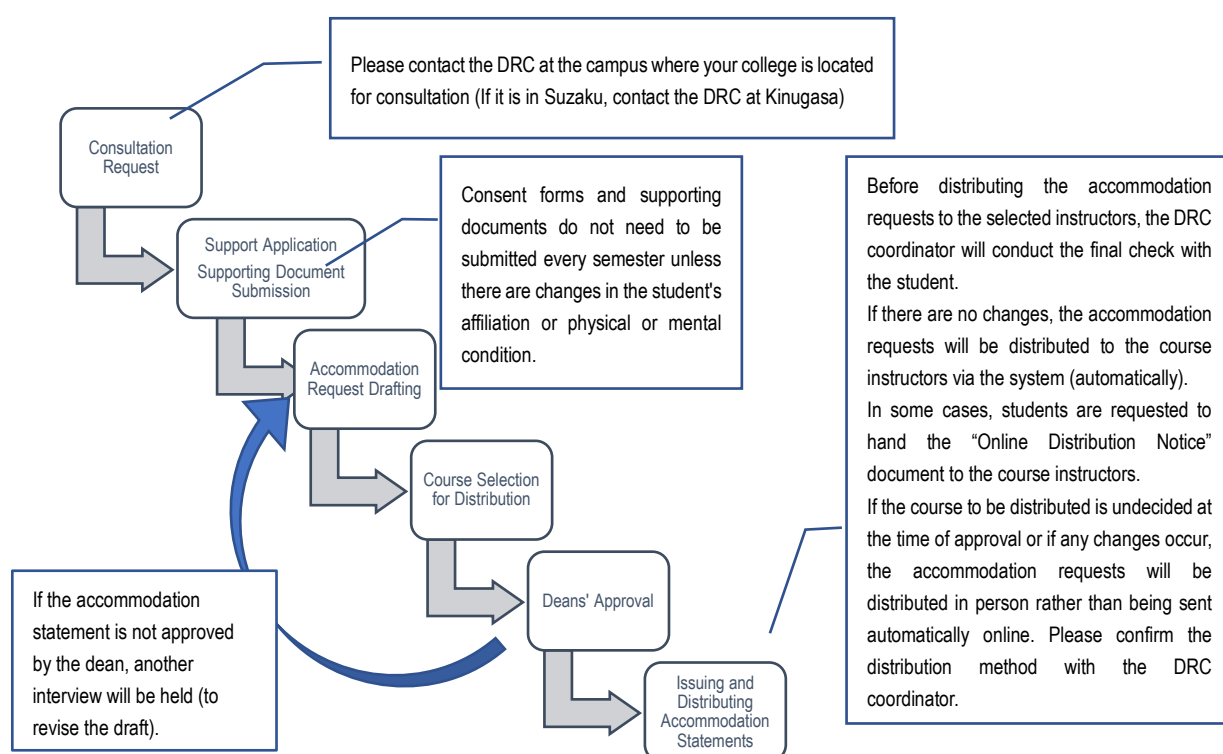 Please contact the DRC at the campus where your college is located
for consultation (If it is in Suzaku, contact the DRC at Kinugasa)
Consultation
Request
Consent forms and supporting
documents do not need to be
submitted every semester unless
there are changes in the student's
affiliation or physical or mental
condition.
Support Application
Supporting Document
Submission
Accommodation
Request Drafting
Course Selection
for Distribution
Deans' Approval
If the accommodation
statement is not approved
by the dean, another
interview will be held (to
revise the draft).
Issuing and
Distributing
Accommodation
Statements
Before distributing the accommodation
requests to the selected instructors, the DRC
coordinator will conduct the final check with
the student.
If there are no changes, the accommodation
requests will be distributed to the course
instructors via the system (automatically).
In some cases, students are requested to
hand the “Online Distribution Notice”
document to the course instructors.
If the course to be distributed is undecided at
the time of approval or if any changes occur,
the accommodation requests will be
distributed in person rather than being sent
automatically online. Please confirm the
distribution method with the DRC
coordinator.